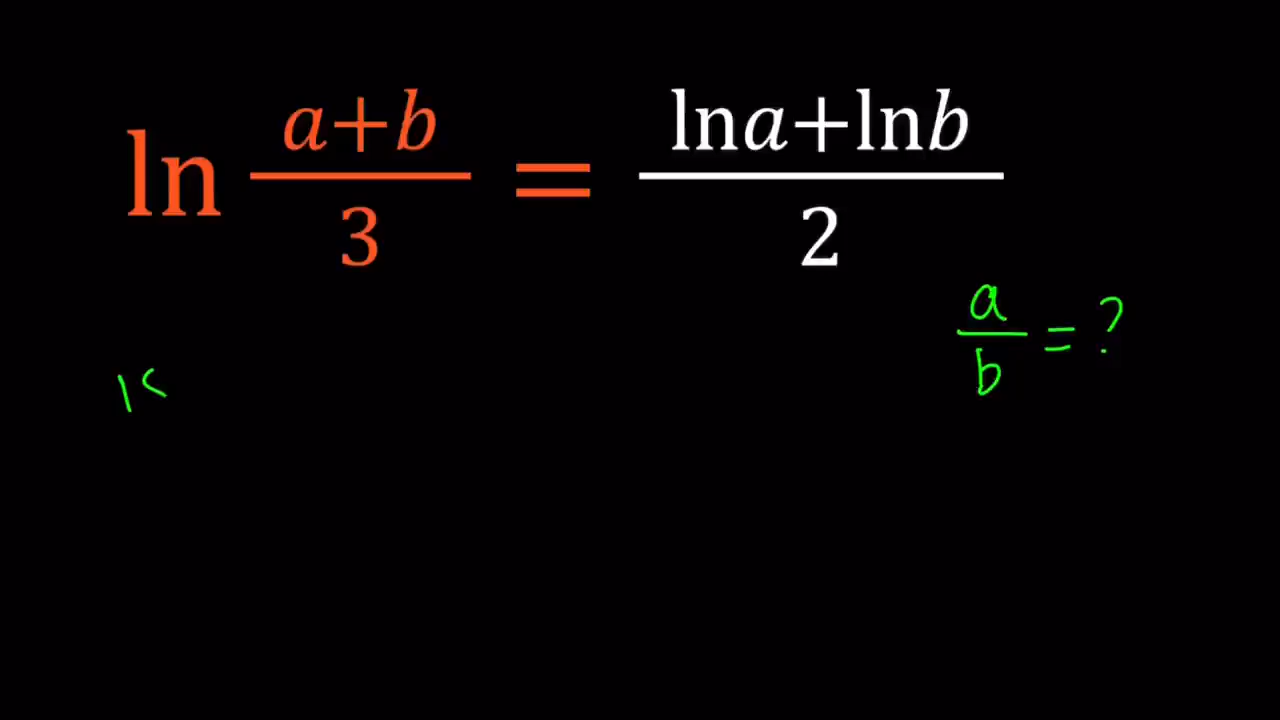 ln (a+b)/3 = (lna+lnb)/2
a/b = ?